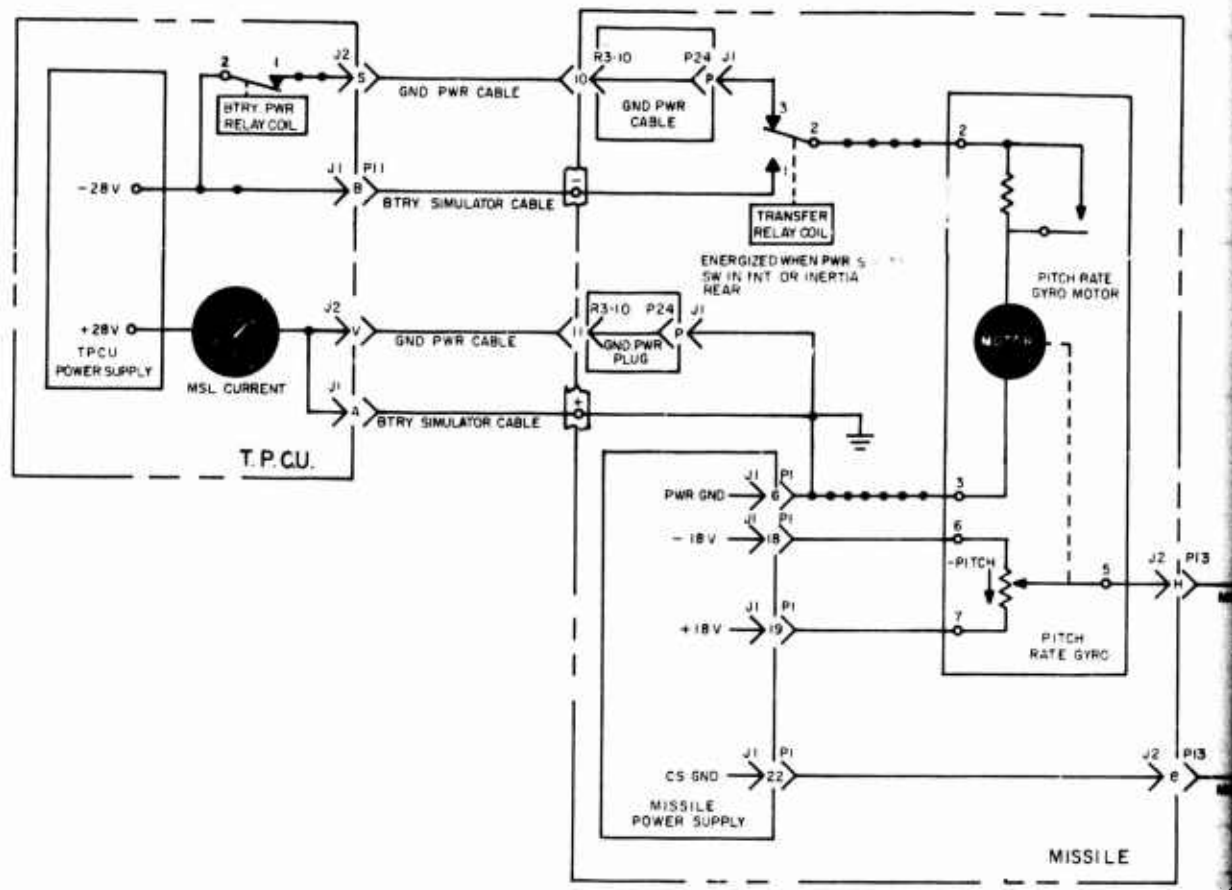 2
1
J2
S
GND PWR CABLE
BTRY. PWR
RELAY COIL
-28V
J1 P11
B
BTRY. SIMULATOR CABLE
-
+28V
TPCU
POWER SUPPLY
MSL CURRENT
J2
V
GND PWR CABLE
J1
A
BTRY SIMULATOR CABLE
+
T.P.C.U.
10
R3-10 P24 J1
P
GND PWR
CABLE
3
2
1
TRANSFER
RELAY COIL
ENERGIZED WHEN PWR
SW IN INT OR INERTIA
REAR
11
R3-10 P24 J1
P
GND PWR
PLUG
2
PITCH RATE
GYRO MOTOR
MOTOR
3
6
-PITCH
5
7
PITCH
RATE GYRO
J1 P1
PWR GND 6
J1 P1
-18V 18
J1 P1
+18V 19
J1 P1
CS GND 22
MISSILE
POWER SUPPLY
J2 P13
H
J2 P13
e
MISSILE